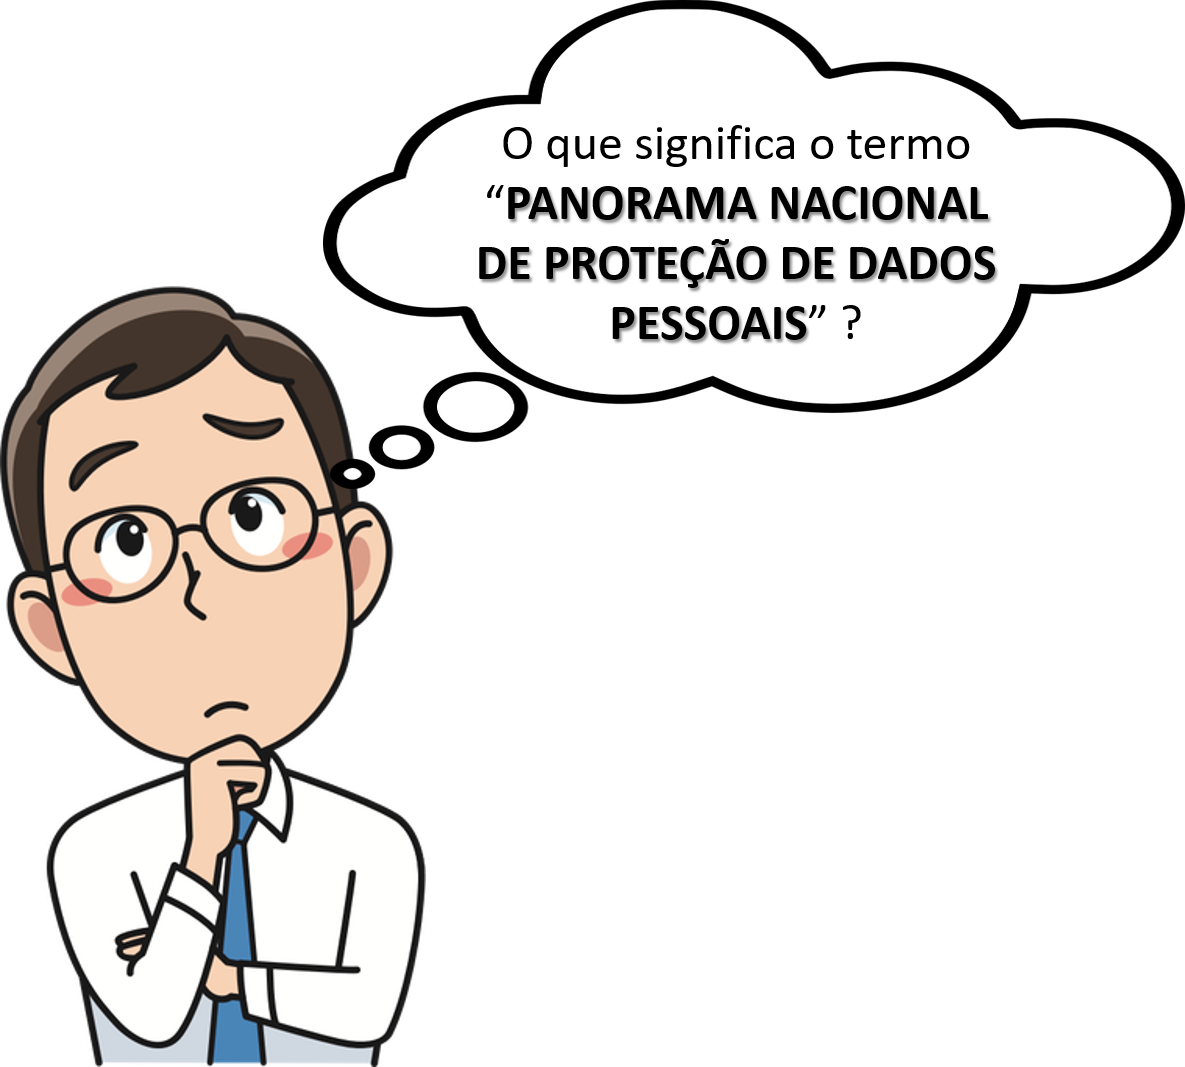 O que significa o termo
“PANORAMA NACIONAL
DE PROTEÇÃO DE DADOS
PESSOAIS” ?